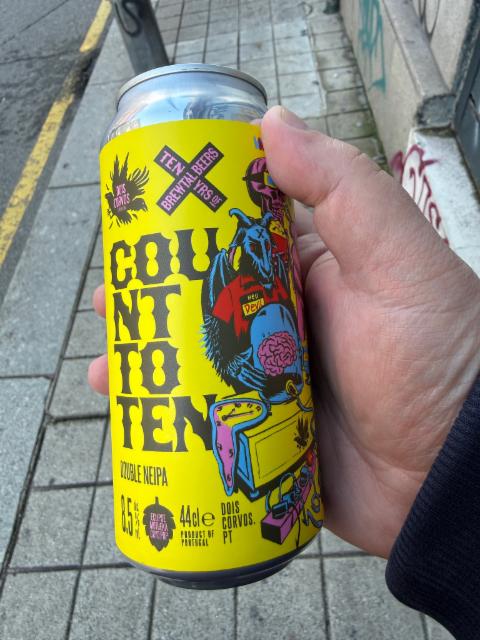 DOIS
CORVOS
TEN
YRS OF
BREWTAL BEERS
COU
NT
TO
TEN
DEVIL
DOUBLE NEIPA
8.5
44cl e
PRODUCT OF
PORTUGAL
DOIS
CORVOS.
PT